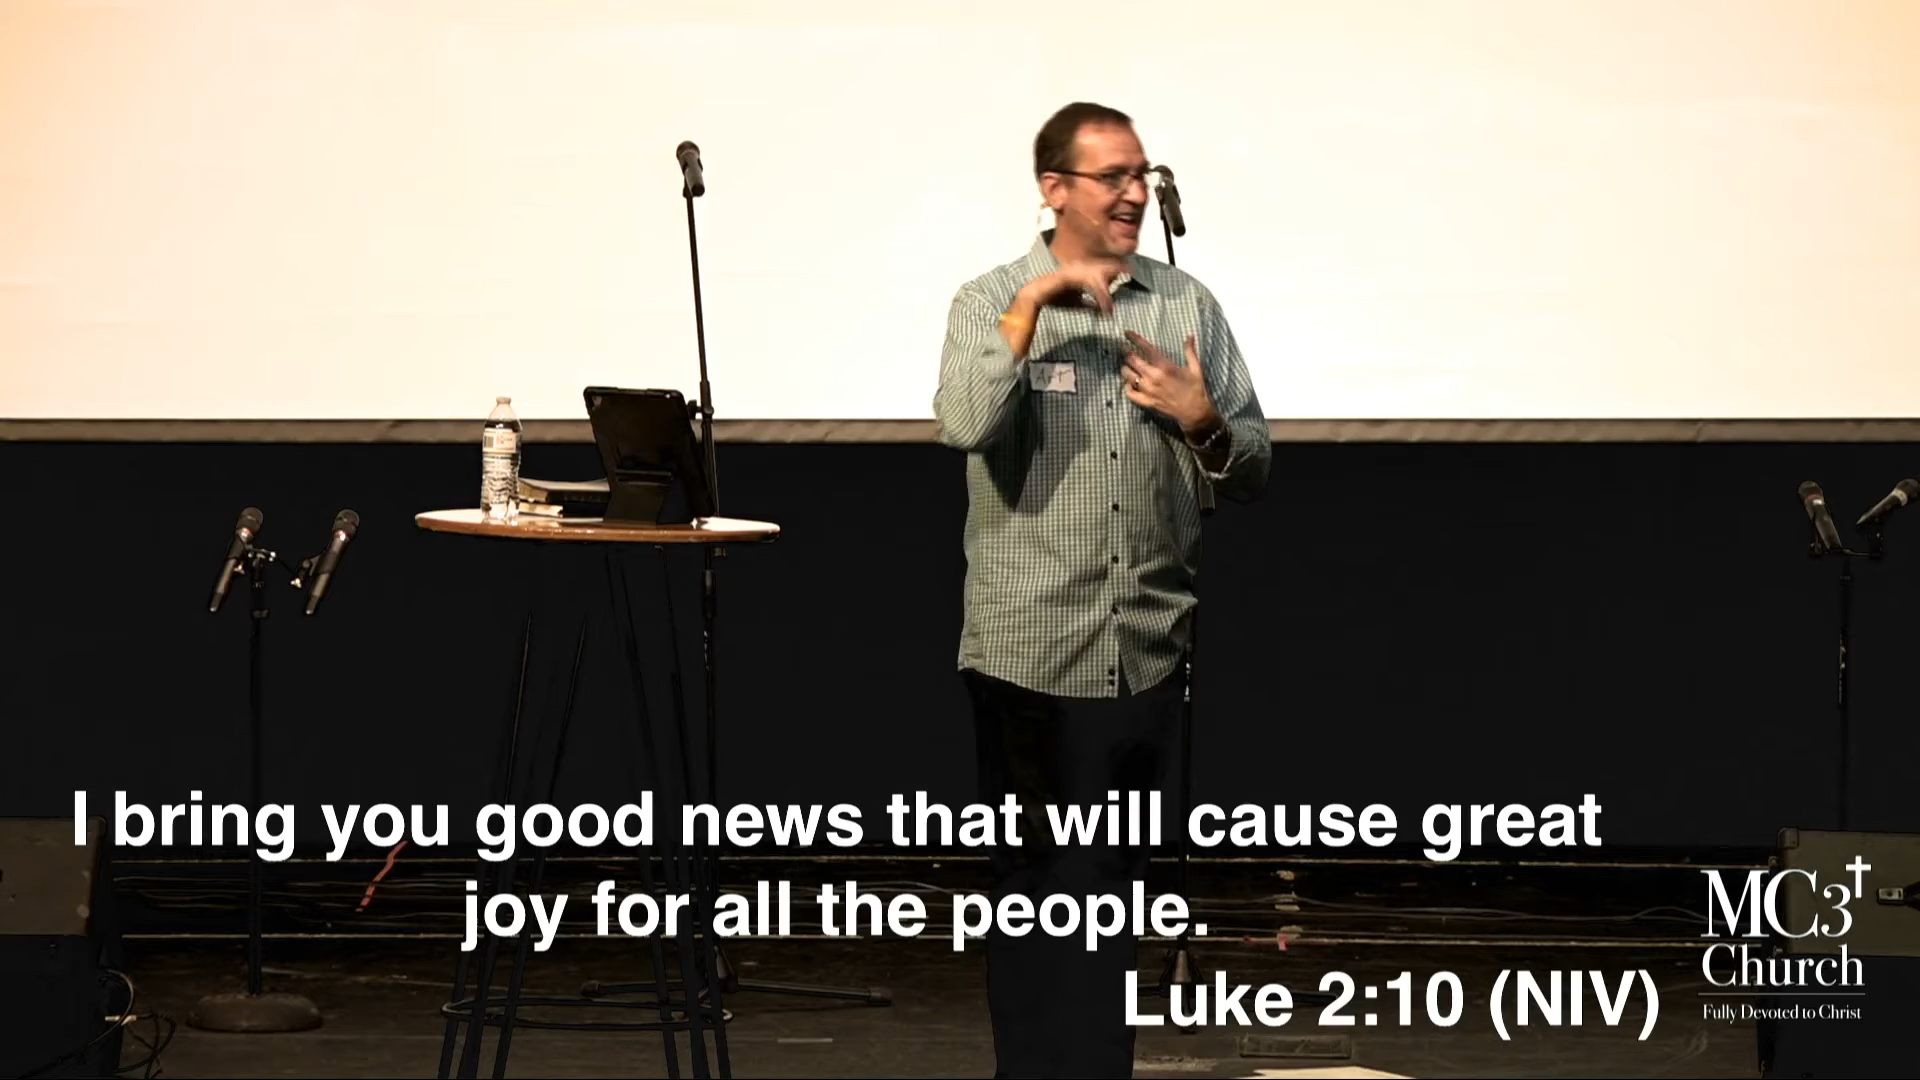 Art
I bring you good news that will cause great
joy for all the people.
Luke 2:10 (NIV)
MC3
Church
Fully Devoted to Christ